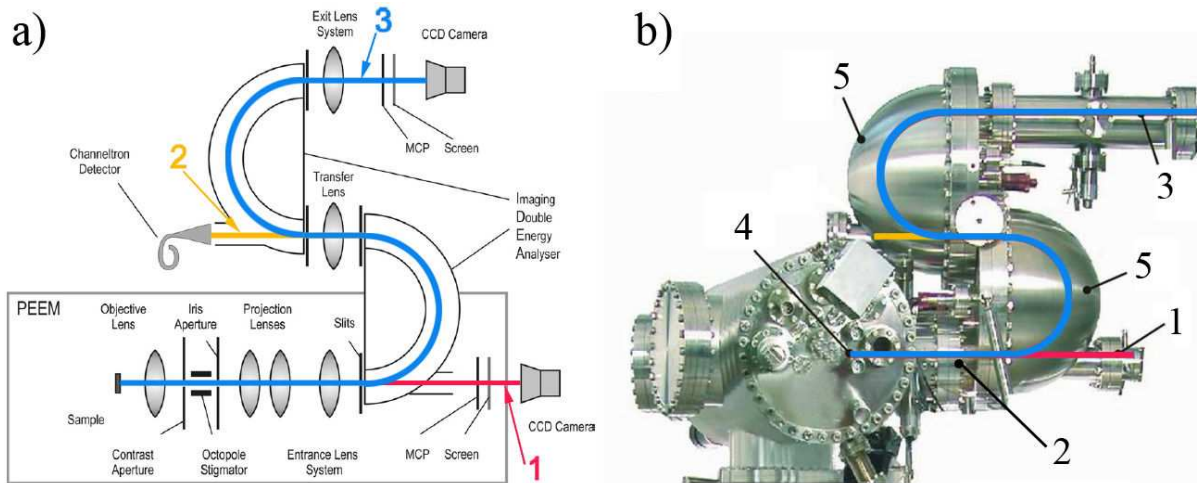 a)
Exit Lens
System
3
CCD Camera
MCP
Screen
Channeltron
Detector
2
Transfer
Lens
Imaging
Double
Energy
Analyser
PEEM
Objective
Lens
Iris
Aperture
Projection
Lenses
Slits
Sample
Contrast
Aperture
Octopole
Stigmator
Entrance Lens
System
MCP
Screen
1
CCD Camera
b)
5
3
4
5
1
2